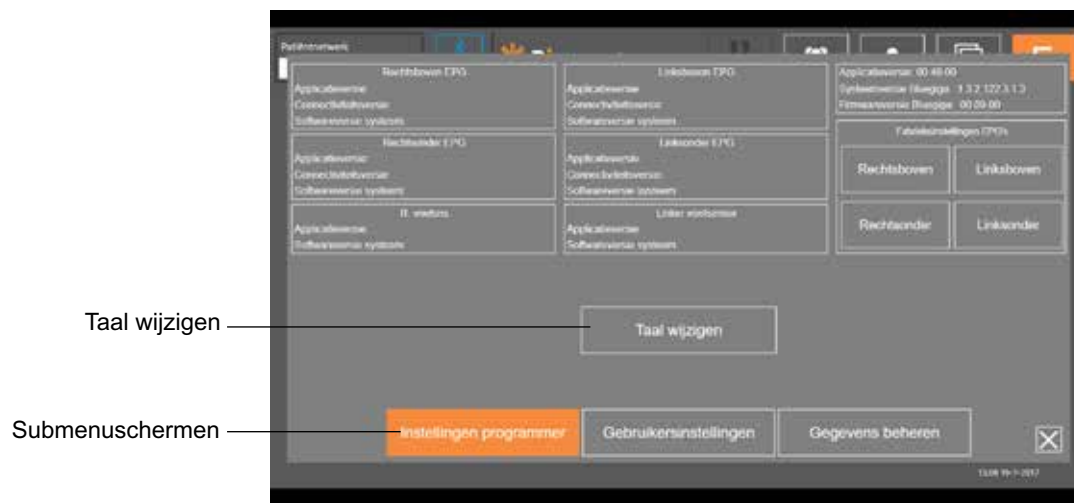 Patiëntnetwerk
Rechtsboven EPG
Applicatieversie
Connectiviteitsversie
Softwareversie systeem
Linksboven EPG
Applicatieversie
Connectiviteitsversie
Softwareversie systeem
Applicatieversie: 00.48.00
Systeemversie Bluegiga 1.3.2.122.3.1.3
Firmwareversie Bluegiga 00.09.00
Rechtsonder EPG
Applicatieversie
Connectiviteitsversie
Softwareversie systeem
Linksonder EPG
Applicatieversie
Connectiviteitsversie
Softwareversie systeem
Fabrieksinstellingen EPG's
Rechtsboven
Linksboven
Rechtsonder
Linksonder
R. voetsns.
Applicatieversie
Softwareversie systeem
Linker voetsensor
Applicatieversie
Softwareversie systeem
Taal wijzigen
Taal wijzigen
Submenuschermen
Instellingen programmer
Gebruikersinstellingen
Gegevens beheren